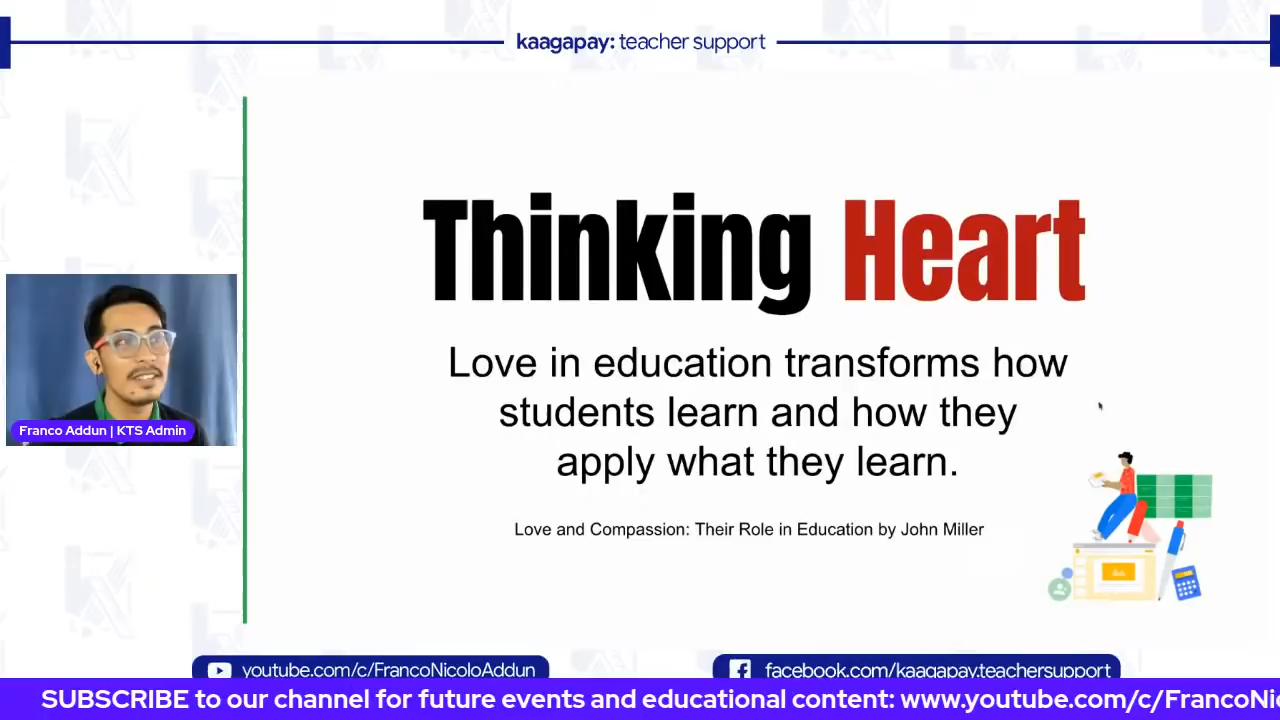 kaagapay: teacher support
Thinking Heart
Love in education transforms how
students learn and how they
apply what they learn.
Love and Compassion: Their Role in Education by John Miller
Franco Addun | KTS Admin
youtube.com/c/FrancoNicoloAddun
facebook.com/kaagapay.teachersupport
SUBSCRIBE to our channel for future events and educational content: www.youtube.com/c/FrancoNic